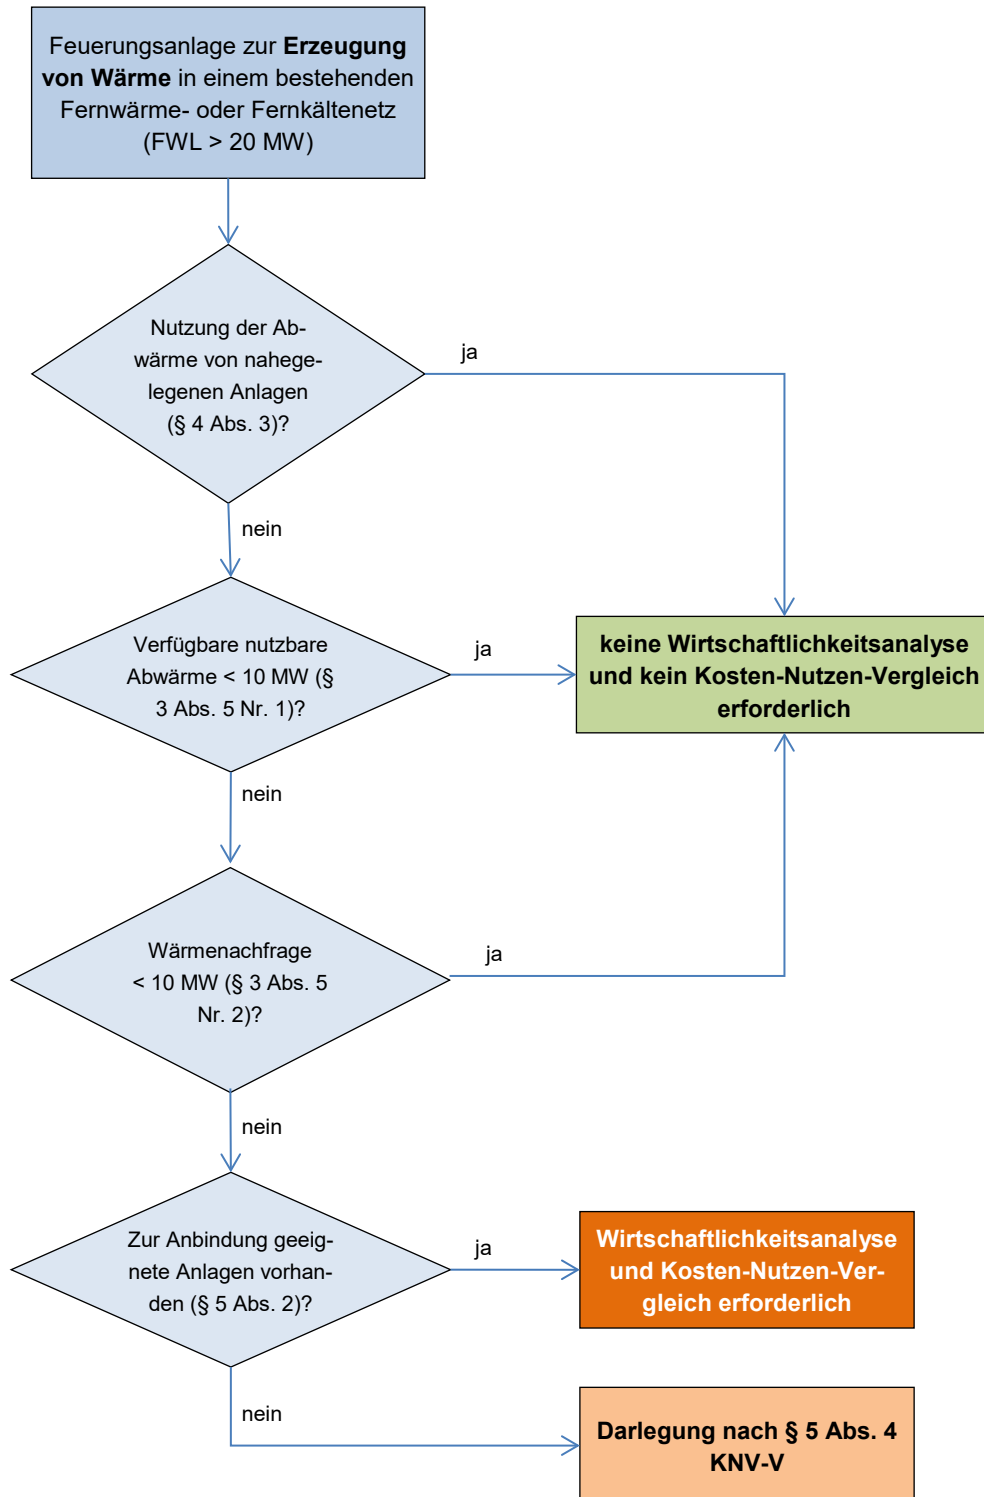 Feuerungsanlage zur Erzeugung
von Wärme in einem bestehenden
Fernwärme- oder Fernkältenetz
(FWL > 20 MW)
Nutzung der Ab-
wärme von nahege-
legenen Anlagen
(§ 4 Abs. 3)?
ja
nein
Verfügbare nutzbare
Abwärme < 10 MW (§
3 Abs. 5 Nr. 1)?
ja
keine Wirtschaftlichkeitsanalyse
und kein Kosten-Nutzen-Vergleich
erforderlich
nein
Wärmenachfrage
< 10 MW (§ 3 Abs. 5
Nr. 2)?
ja
nein
Zur Anbindung geeig-
nete Anlagen vorhan-
den (§ 5 Abs. 2)?
ja
Wirtschaftlichkeitsanalyse
und Kosten-Nutzen-Ver-
gleich erforderlich
nein
Darlegung nach § 5 Abs. 4
KNV-V